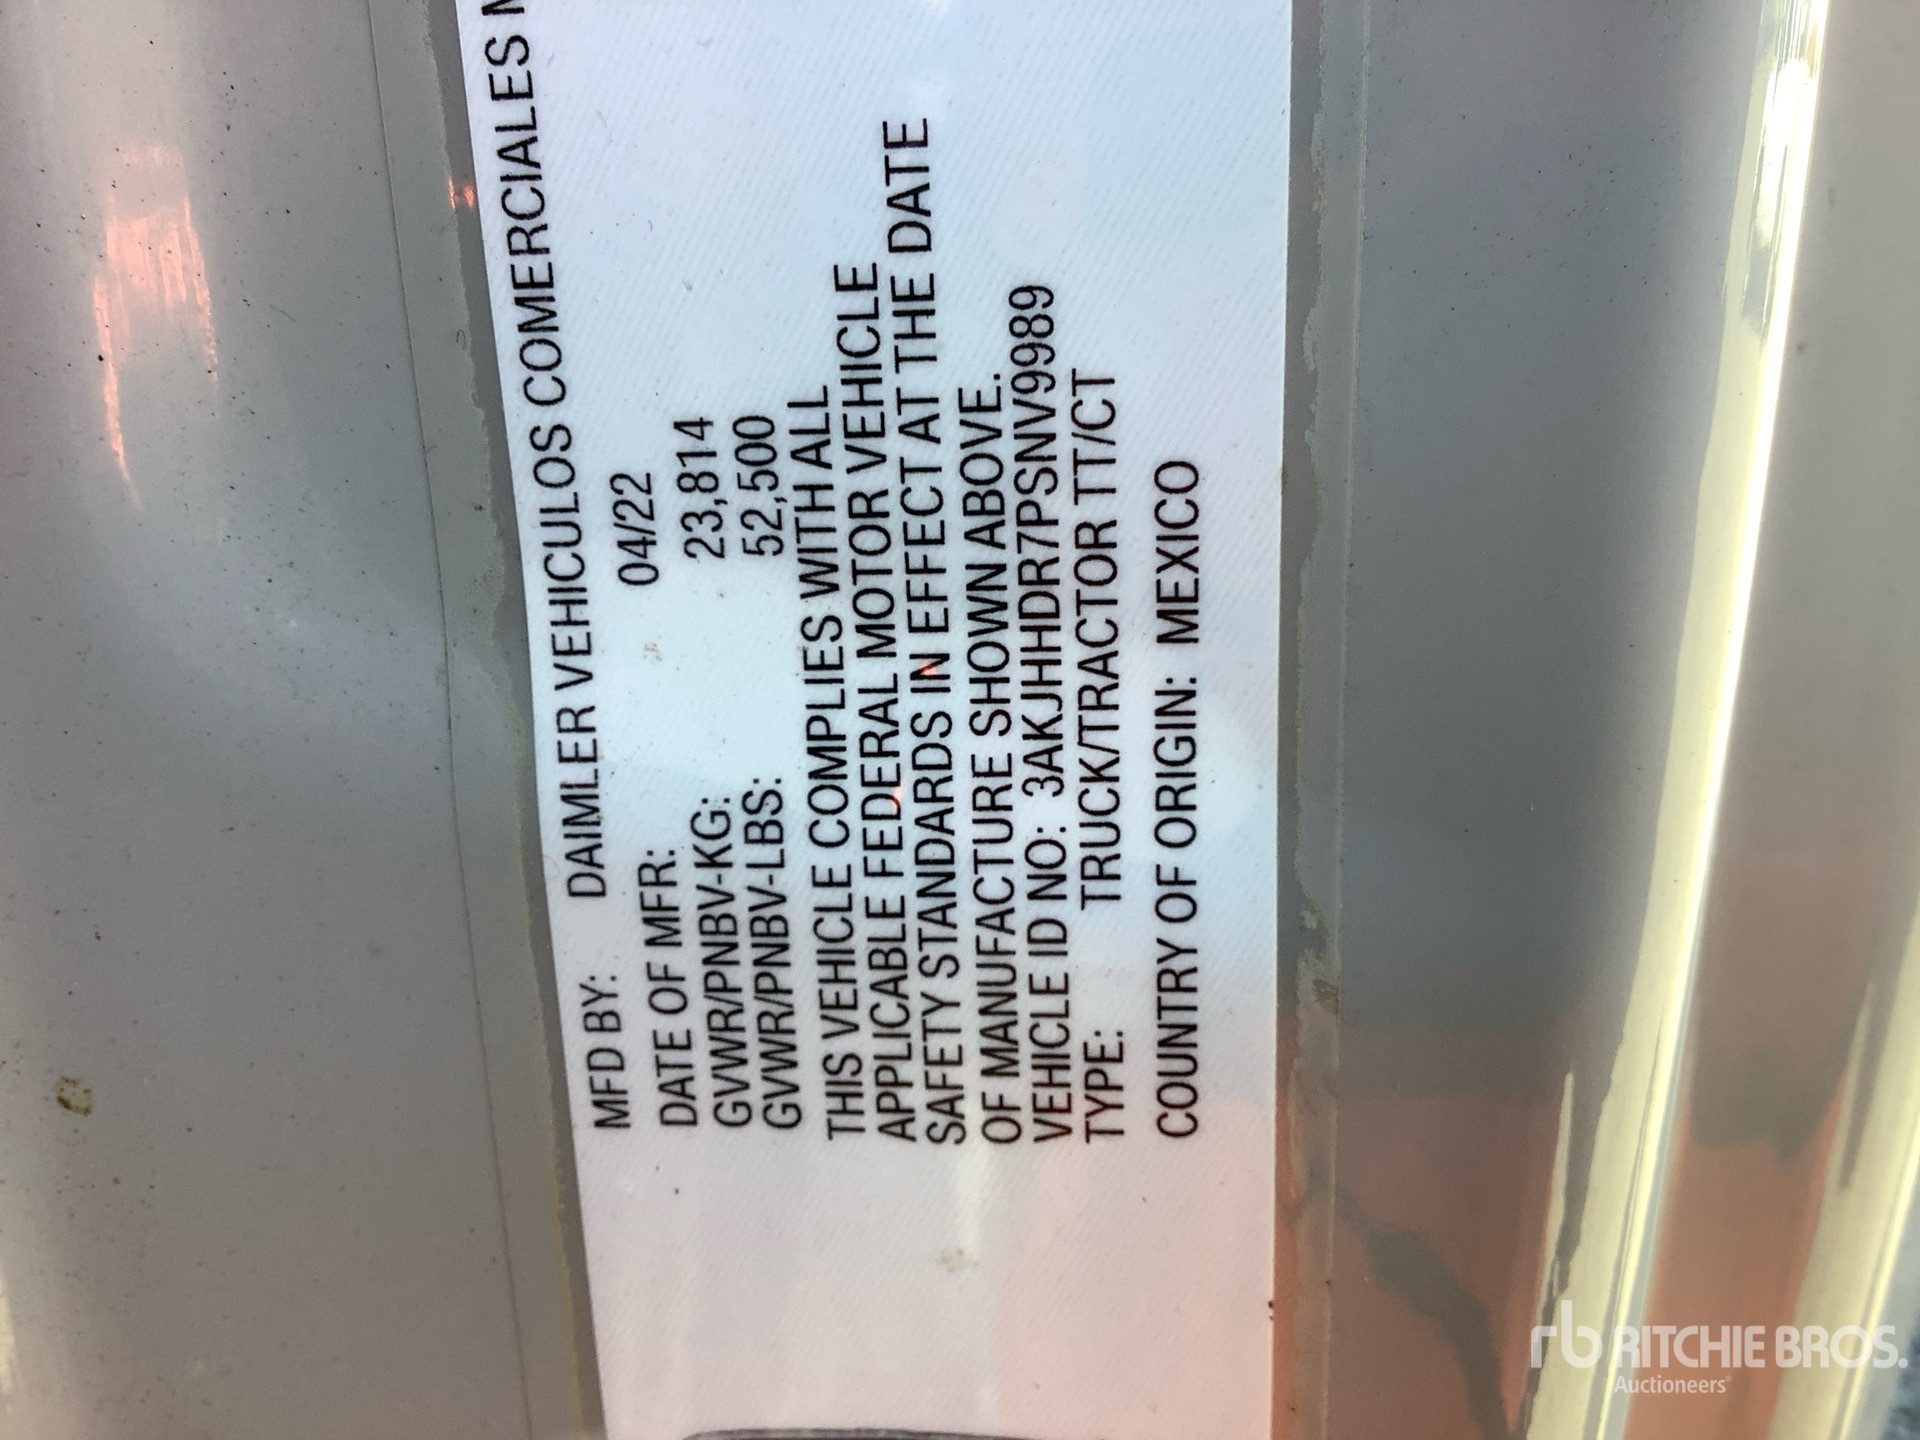 MFD BY: DAIMLER VEHICULOS COMERCIALES
DATE OF MFR: 04/22
GVWR/PNBV-KG: 23,814
GVWR/PNBV-LBS: 52,500
THIS VEHICLE COMPLIES WITH ALL
APPLICABLE FEDERAL MOTOR VEHICLE
SAFETY STANDARDS IN EFFECT AT THE DATE
OF MANUFACTURE SHOWN ABOVE.
VEHICLE ID NO: 3AKJHHDR7PSNV9989
TYPE: TRUCK/TRACTOR TT/CT
COUNTRY OF ORIGIN: MEXICO
rb RITCHIE BROS.
Auctioneers